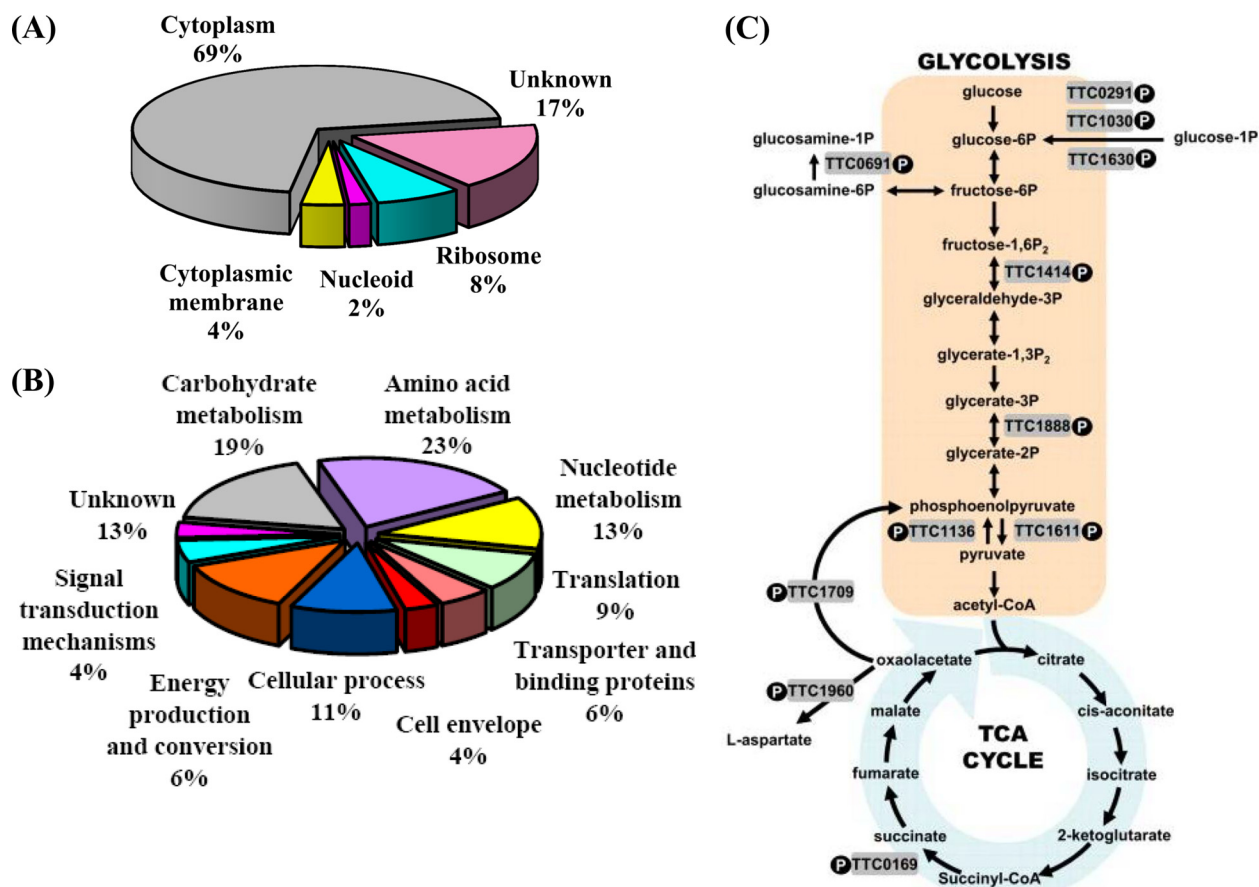 (A)
Cytoplasm
69%
Unknown
17%
Ribosome
8%
Nucleoid
2%
Cytoplasmic
membrane
4%
(B)
Carbohydrate
metabolism
19%
Amino acid
metabolism
23%
Nucleotide
metabolism
13%
Translation
9%
Transporter and
binding proteins
6%
Cell envelope
4%
Cellular process
11%
Energy
production
and conversion
6%
Signal
transduction
mechanisms
4%
Unknown
13%
(C)
GLYCOLYSIS
glucose
TTC0291 P
TTC1030 P
glucosamine-1P
glucose-6P
glucose-1P
TTC0691 P
TTC1630 P
glucosamine-6P
fructose-6P
fructose-1,6P2
TTC1414 P
glyceraldehyde-3P
glycerate-1,3P2
glycerate-3P
TTC1888 P
glycerate-2P
phosphoenolpyruvate
P TTC1136
TTC1611 P
pyruvate
P TTC1709
acetyl-CoA
oxaolacetate
citrate
P TTC1960
malate
cis-aconitate
L-aspartate
TCA
CYCLE
fumarate
isocitrate
succinate
2-ketoglutarate
P TTC0169
Succinyl-CoA